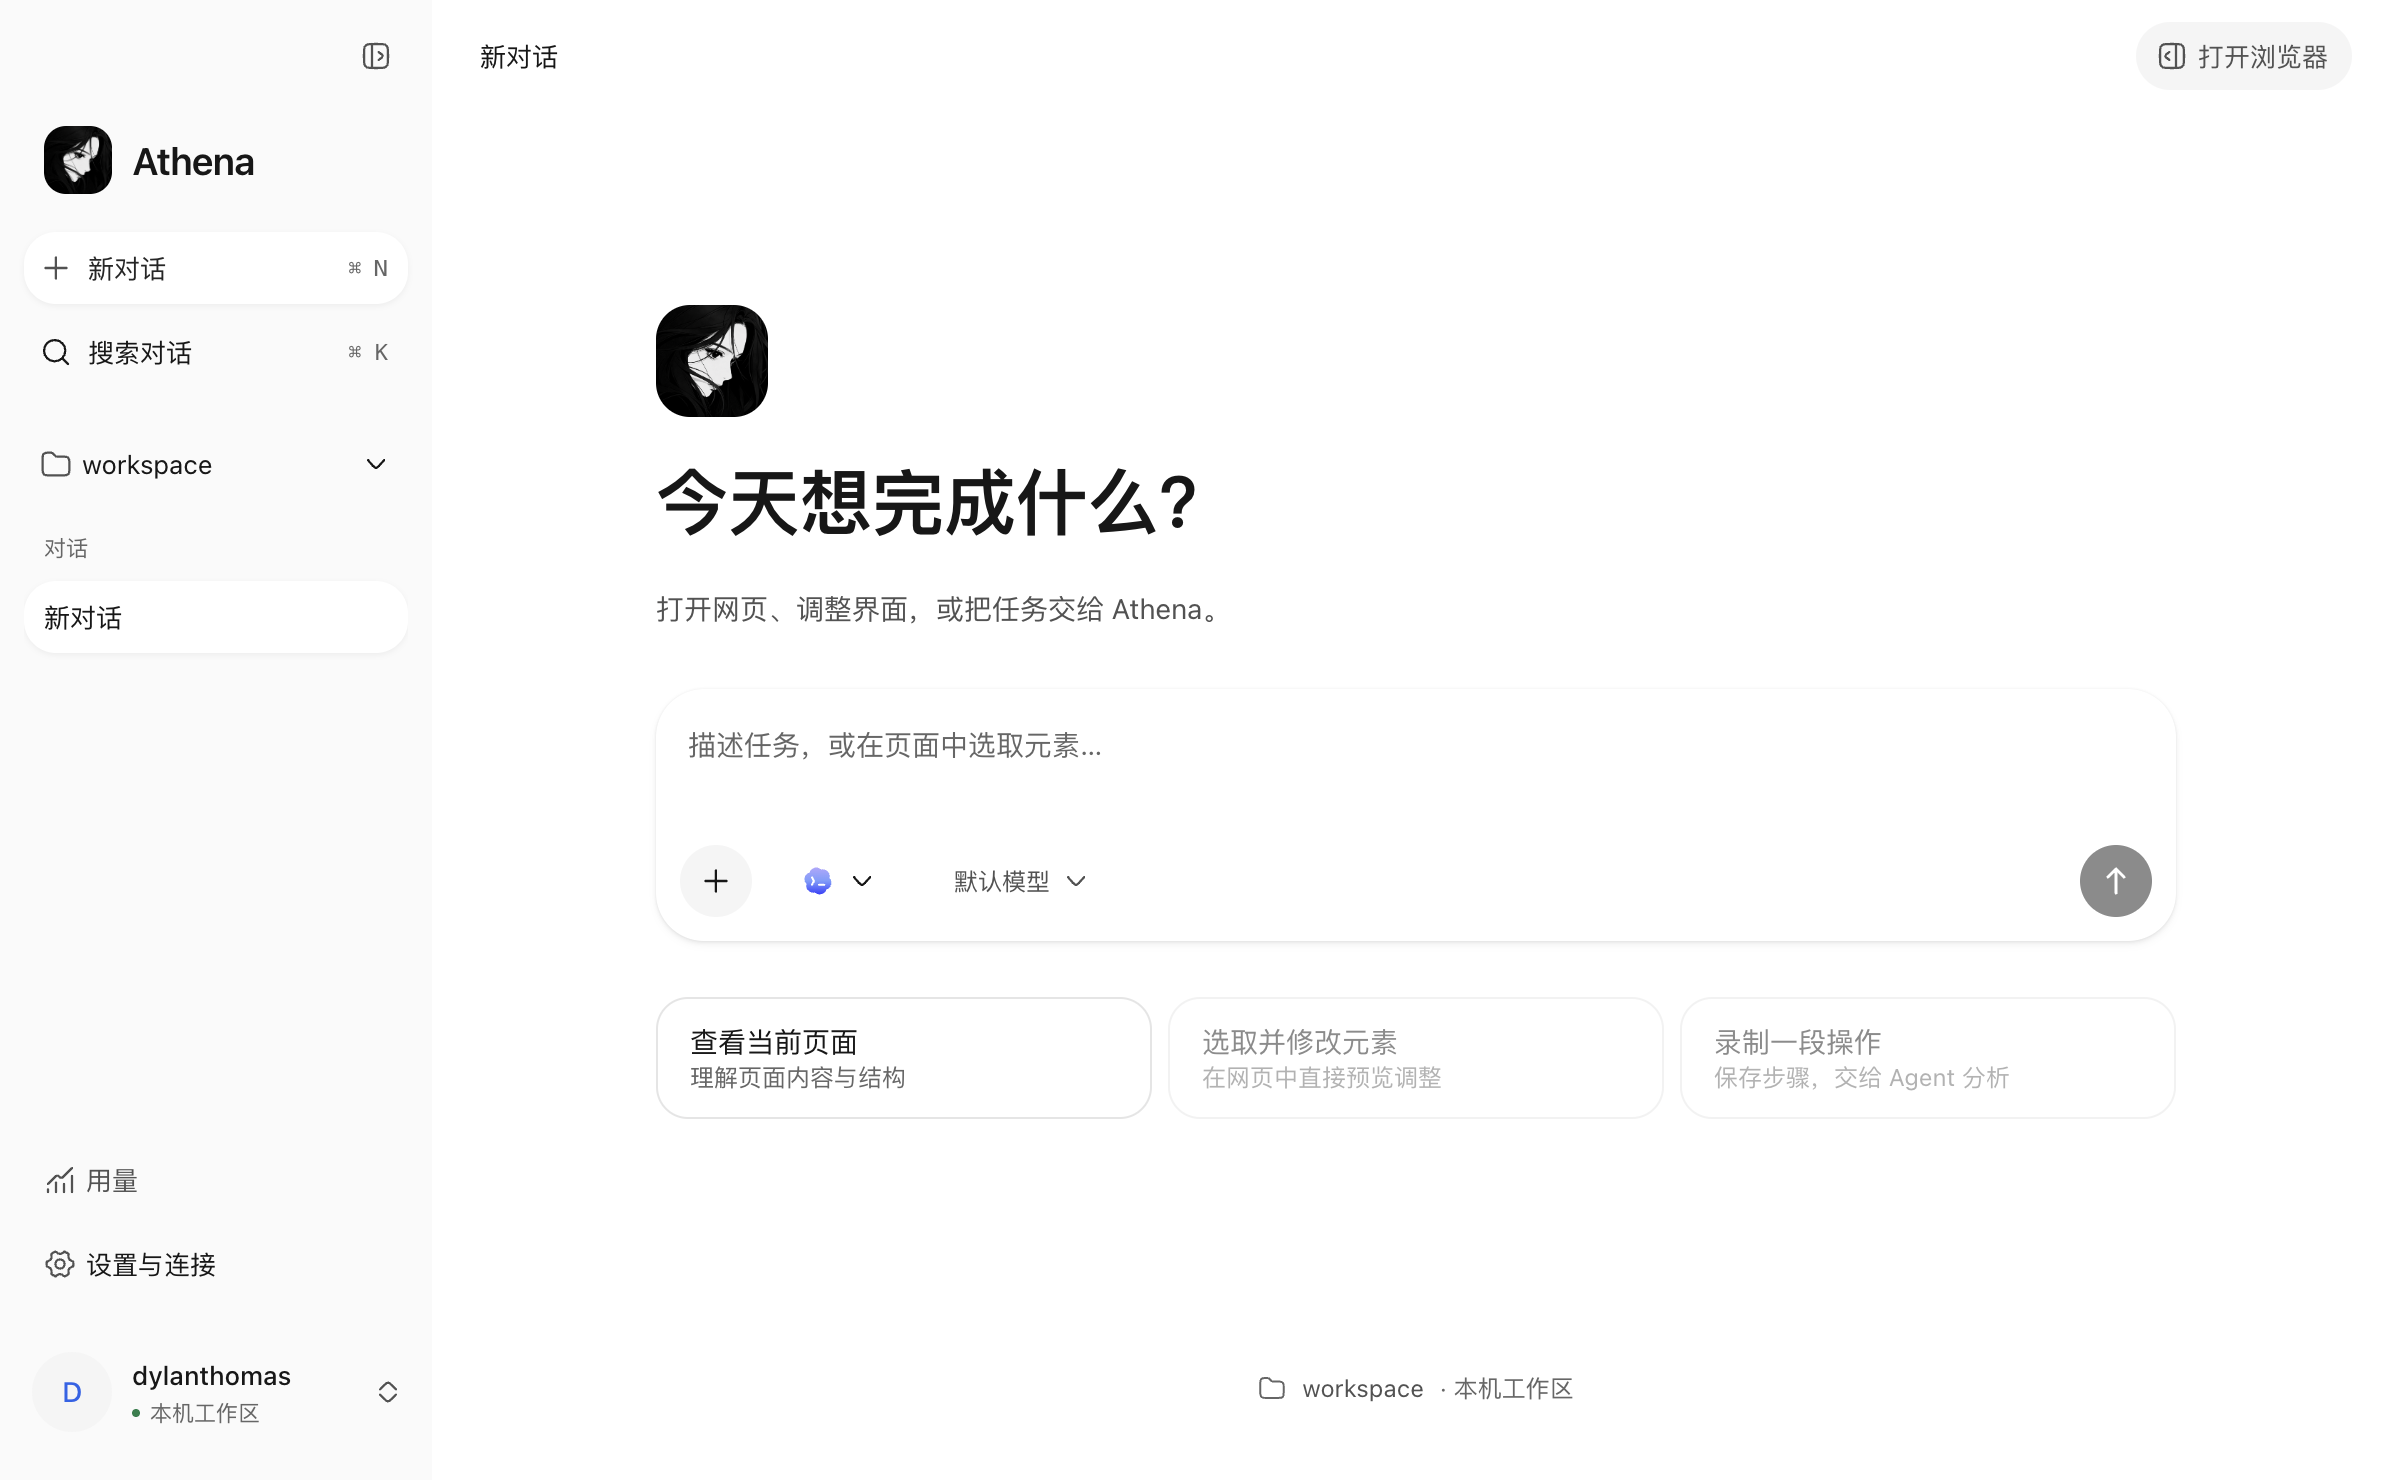 新对话
打开浏览器
Athena
新对话 ⌘ N
搜索对话 ⌘ K
workspace
对话
新对话
用量
设置与连接
D
dylanthomas
本机工作区
今天想完成什么?
打开网页、调整界面，或把任务交给 Athena。
描述任务，或在页面中选取元素...
默认模型
查看当前页面
理解页面内容与结构
选取并修改元素
在网页中直接预览调整
录制一段操作
保存步骤，交给 Agent 分析
workspace · 本机工作区